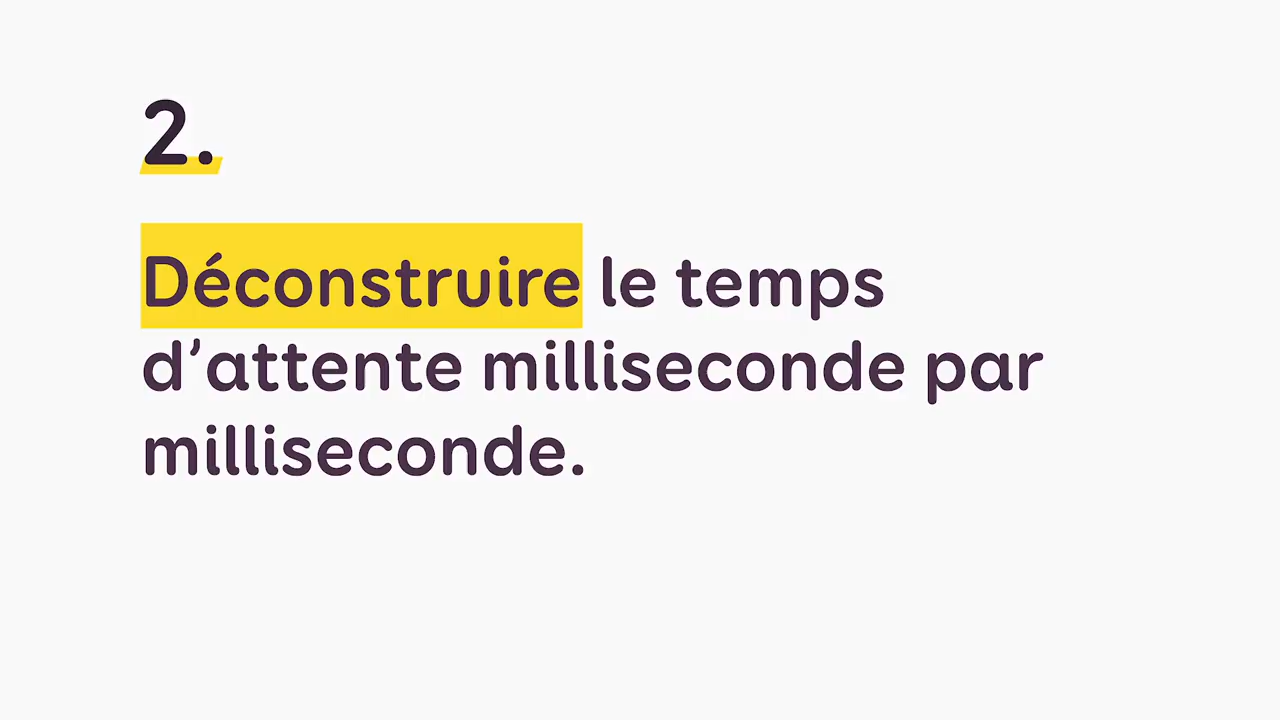 2.
Déconstruire le temps
d’attente milliseconde par
milliseconde.